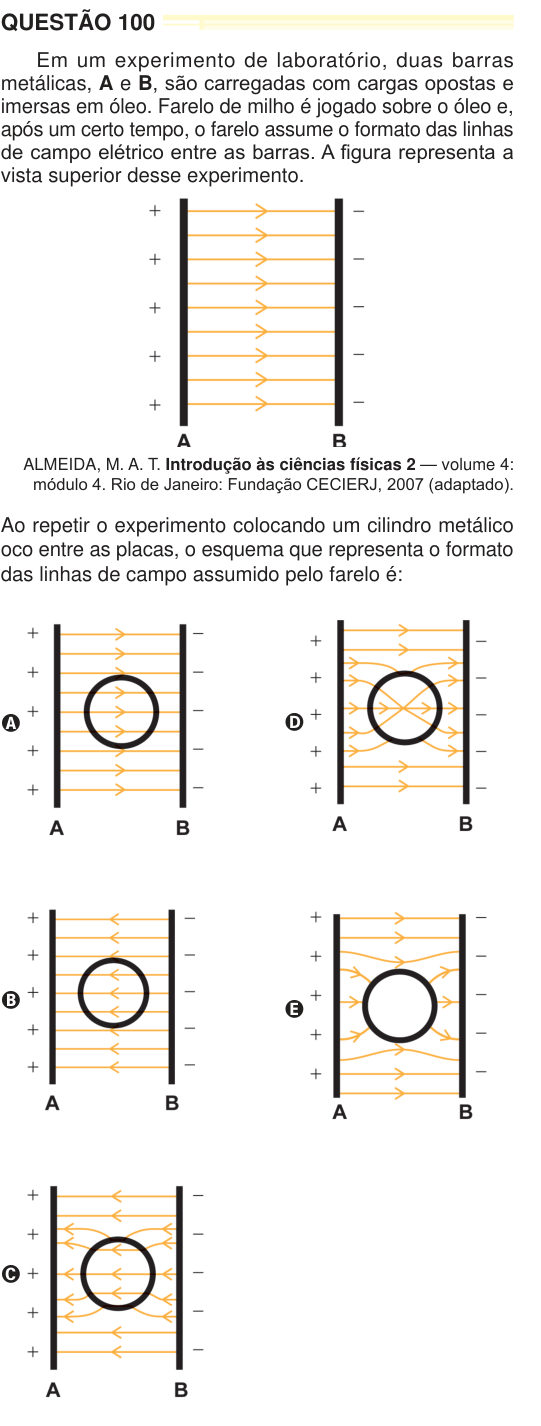 QUESTÃO 100
Em um experimento de laboratório, duas barras
metálicas, A e B, são carregadas com cargas opostas e
imersas em óleo. Farelo de milho é jogado sobre o óleo e,
após um certo tempo, o farelo assume o formato das linhas
de campo elétrico entre as barras. A figura representa a
vista superior desse experimento.
+ −
+ −
+ −
+ −
+ −
A B
ALMEIDA, M. A. T. Introdução às ciências físicas 2 — volume 4:
módulo 4. Rio de Janeiro: Fundação CECIERJ, 2007 (adaptado).
Ao repetir o experimento colocando um cilindro metálico
oco entre as placas, o esquema que representa o formato
das linhas de campo assumido pelo farelo é:
+ −
+ −
A + −
+ −
+ −
A B
+ −
+ −
B + −
+ −
+ −
A B
+ −
+ −
C + −
+ −
+ −
A B
+ −
+ −
D + −
+ −
+ −
A B
+ −
+ −
E + −
+ −
+ −
A B